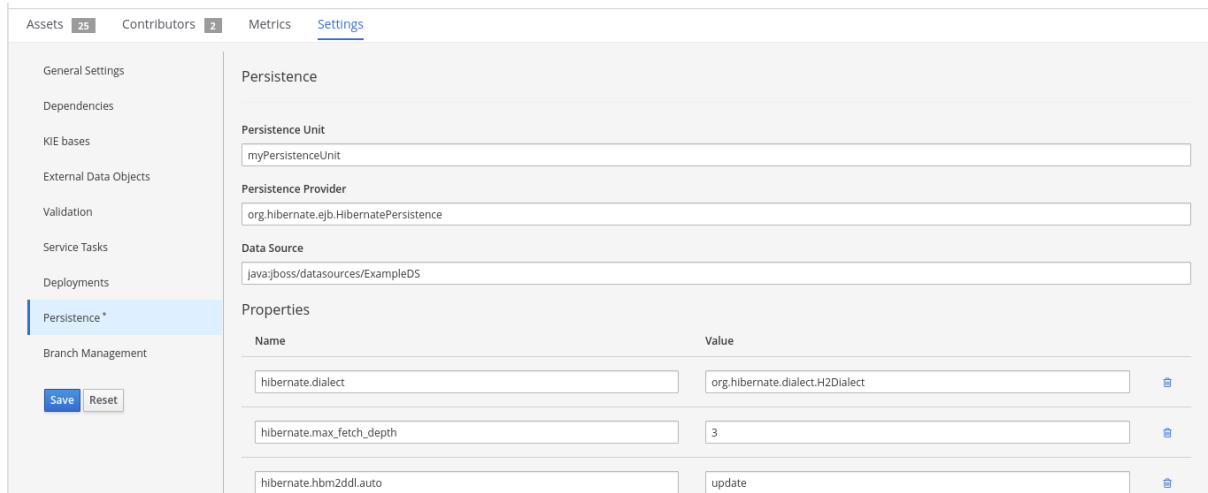 Assets 25 Contributors 2 Metrics Settings
General Settings
Dependencies
KIE bases
External Data Objects
Validation
Service Tasks
Deployments
Persistence *
Branch Management
Save Reset
Persistence
Persistence Unit
myPersistenceUnit
Persistence Provider
org.hibernate.ejb.HibernatePersistence
Data Source
java:jboss/datasources/ExampleDS
Properties
Name Value
hibernate.dialect org.hibernate.dialect.H2Dialect
hibernate.max_fetch_depth 3
hibernate.hbm2ddl.auto update